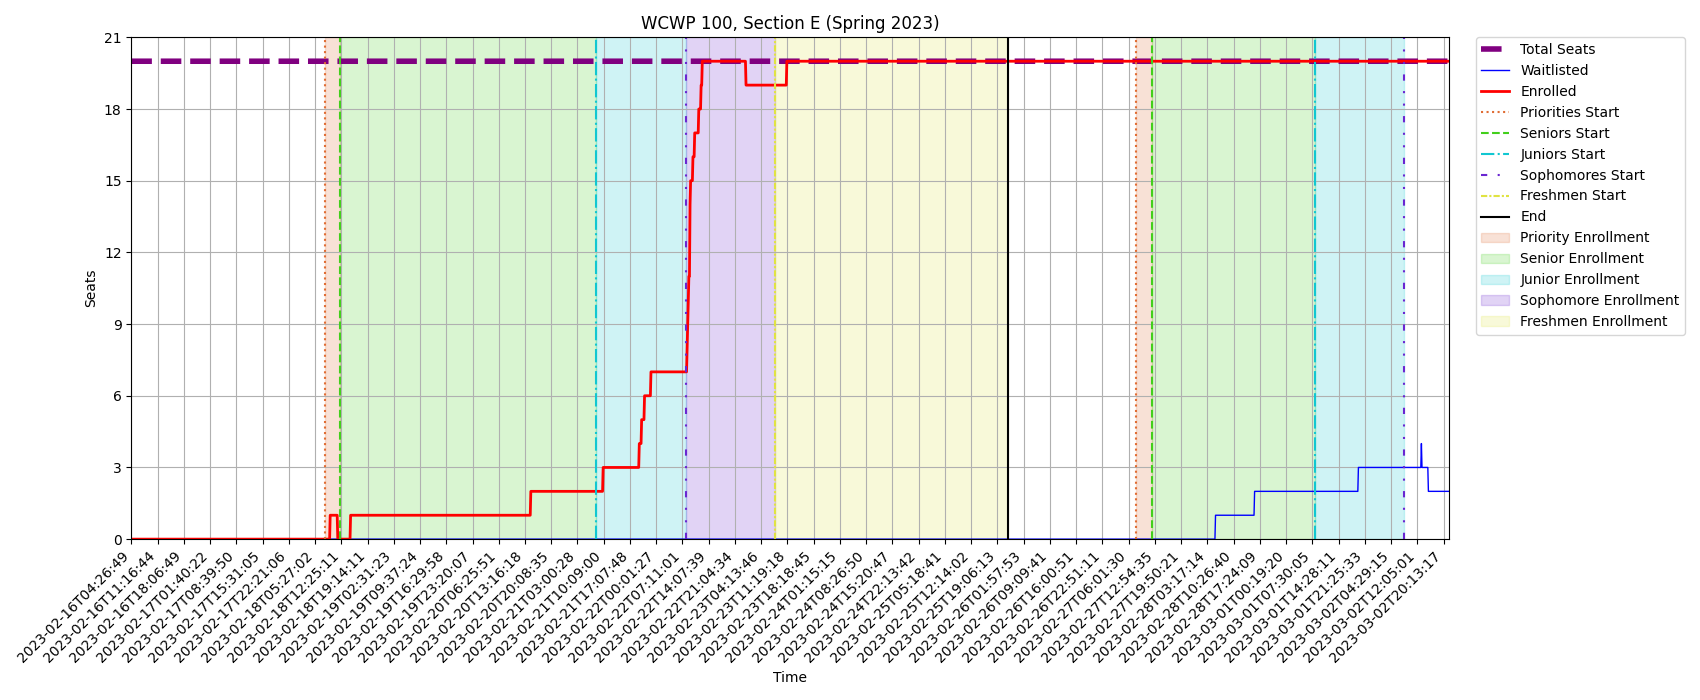 WCWP 100, Section E (Spring 2023)
21
18
15
12
9
6
3
0
Seats
2023-02-16T04:26:49
2023-02-16T11:16:44
2023-02-16T18:06:49
2023-02-17T01:40:22
2023-02-17T08:39:50
2023-02-17T15:31:05
2023-02-17T22:21:06
2023-02-18T05:27:02
2023-02-18T12:25:11
2023-02-18T19:14:11
2023-02-19T02:31:23
2023-02-19T09:37:24
2023-02-19T16:29:58
2023-02-19T23:20:07
2023-02-20T06:25:51
2023-02-20T13:16:18
2023-02-20T20:08:35
2023-02-21T03:00:28
2023-02-21T10:09:00
2023-02-21T17:07:48
2023-02-22T00:01:27
2023-02-22T07:11:01
2023-02-22T14:07:39
2023-02-22T21:04:34
2023-02-23T04:13:46
2023-02-23T11:19:18
2023-02-23T18:18:45
2023-02-24T01:15:15
2023-02-24T08:26:50
2023-02-24T15:20:47
2023-02-24T22:13:42
2023-02-25T05:18:41
2023-02-25T12:14:02
2023-02-25T19:06:13
2023-02-26T01:57:53
2023-02-26T09:09:41
2023-02-26T16:00:51
2023-02-26T22:51:11
2023-02-27T06:01:30
2023-02-27T12:54:35
2023-02-27T19:50:21
2023-02-28T03:17:14
2023-02-28T10:26:40
2023-02-28T17:24:09
2023-03-01T00:19:20
2023-03-01T07:30:05
2023-03-01T14:28:11
2023-03-01T21:25:33
2023-03-02T04:29:15
2023-03-02T12:05:01
2023-03-02T20:13:17
Time
Total Seats
Waitlisted
Enrolled
Priorities Start
Seniors Start
Juniors Start
Sophomores Start
Freshmen Start
End
Priority Enrollment
Senior Enrollment
Junior Enrollment
Sophomore Enrollment
Freshmen Enrollment